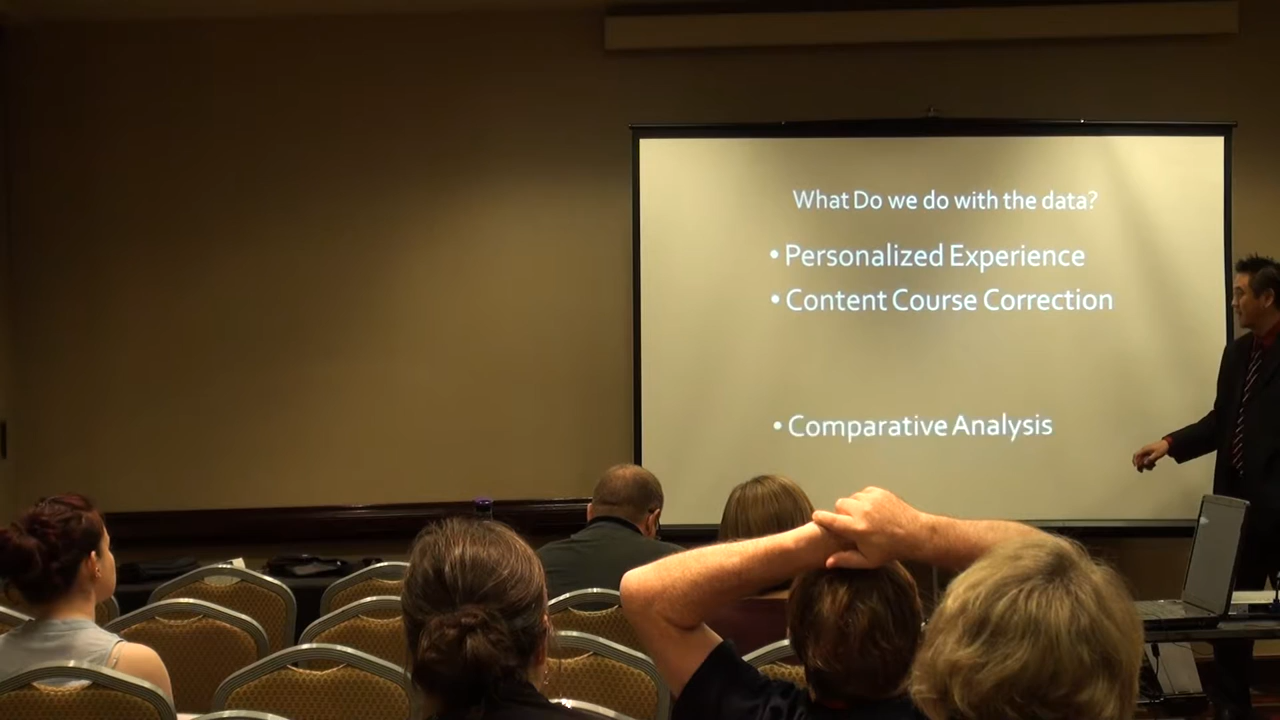 What Do we do with the data?
• Personalized Experience
• Content Course Correction
• Comparative Analysis